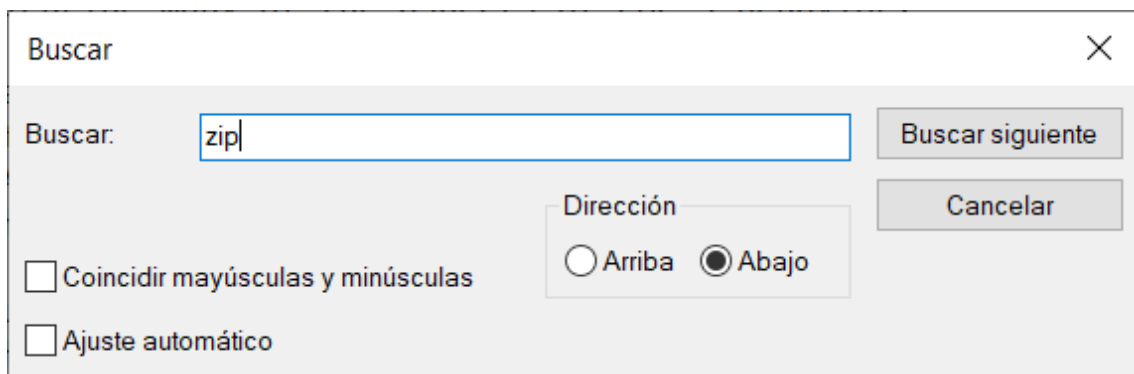 Buscar
Buscar: zip Buscar siguiente
Dirección Cancelar
Arriba Abajo
Coincidir mayúsculas y minúsculas
Ajuste automático